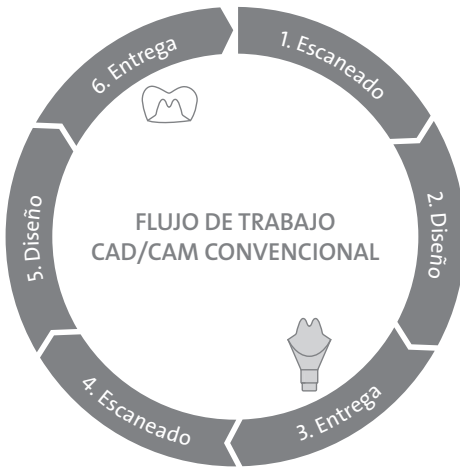 1. Escaneado
2. Diseño
3. Entrega
4. Escaneado
5. Diseño
6. Entrega
FLUJO DE TRABAJO
CAD/CAM CONVENCIONAL